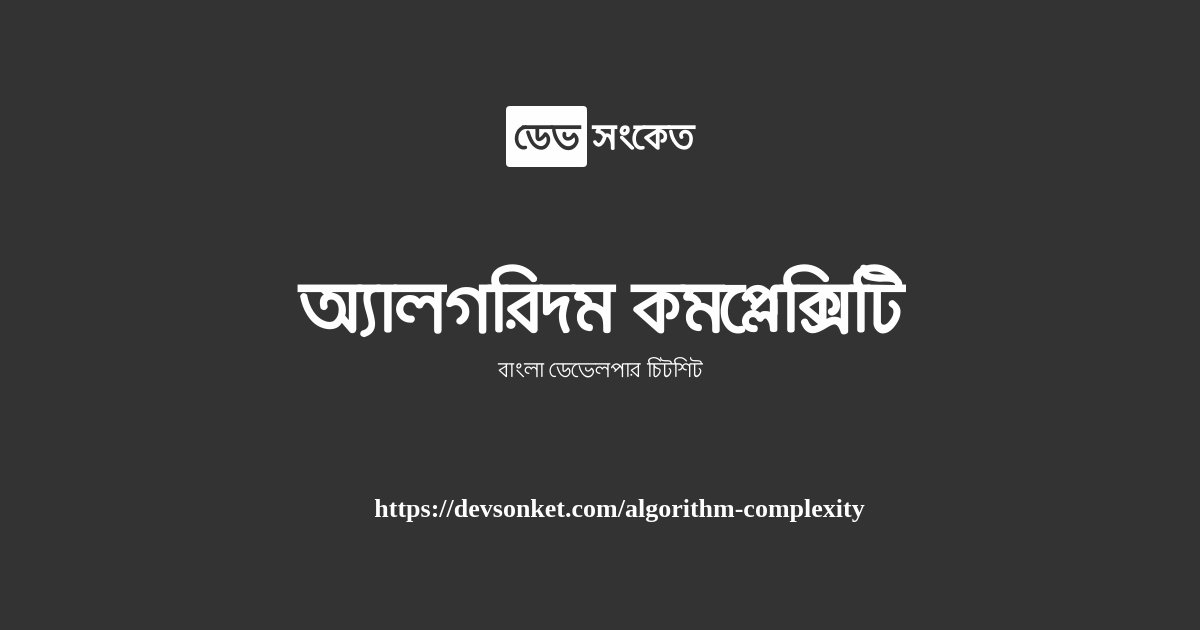 ডেভ সংকেত
অ্যালগরিদম কমপ্লেক্সিটি
বাংলা ডেভেলপার চিটশিট
https://devsonket.com/algorithm-complexity